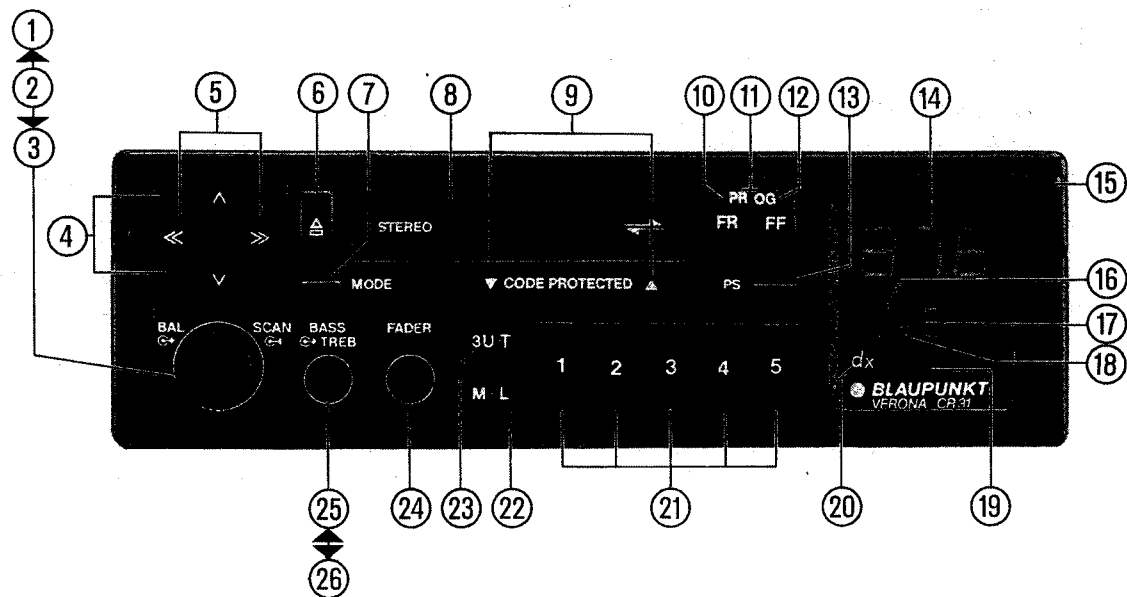 1
2
3
4
5
6
7
8
9
10
11
12
13
14
15
16
17
18
19
20
21
22
23
24
25
26
PR OG
FR FF
STEREO
MODE
CODE PROTECTED
PS
BAL
SCAN
BASS
TREB
FADER
3U T
M L
1 2 3 4 5
dx
BLAUPUNKT
VERONA CR 31